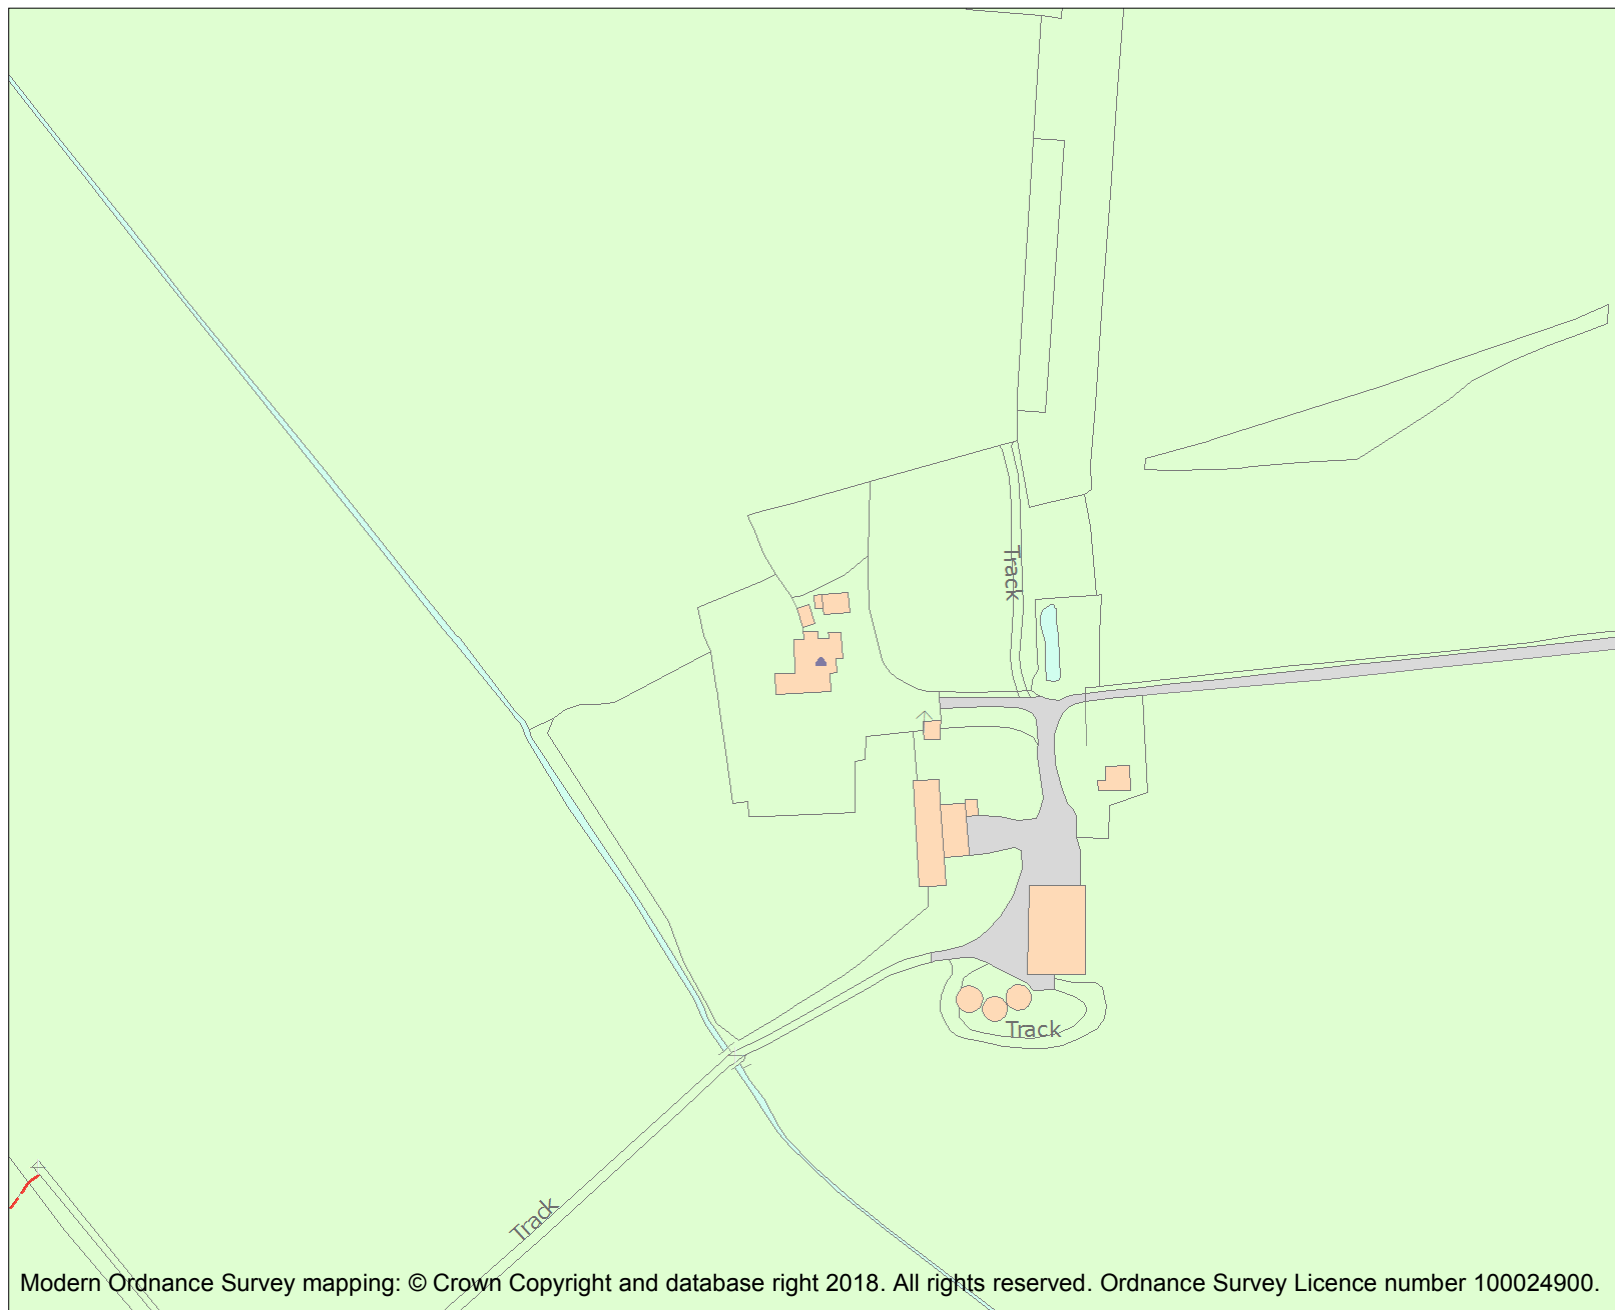 Track
Track
Track
Modern Ordnance Survey mapping: © Crown Copyright and database right 2018. All rights reserved. Ordnance Survey Licence number 100024900.